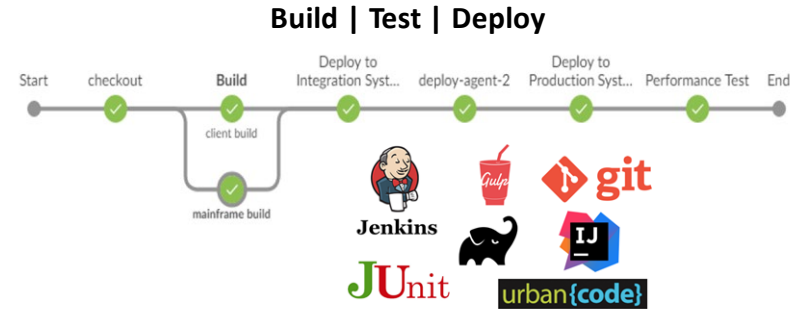 Build | Test | Deploy
Start
checkout
Build
Deploy to
Integration Syst...
deploy-agent-2
Deploy to
Production Syst...
Performance Test
End
client build
mainframe build
Jenkins
Gulp
git
IJ
JUnit
urban{code}